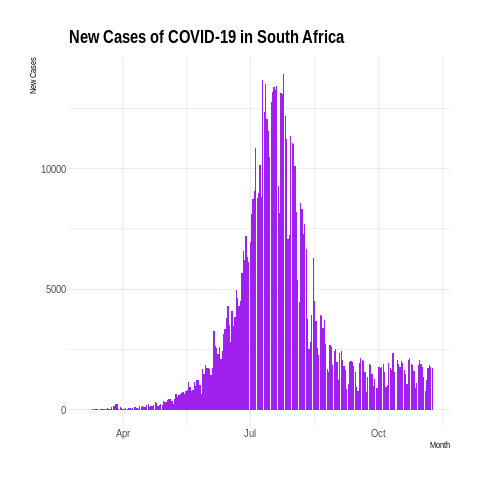 New Cases of COVID-19 in South Africa
New Cases
10000
5000
0
Apr
Jul
Oct
Month